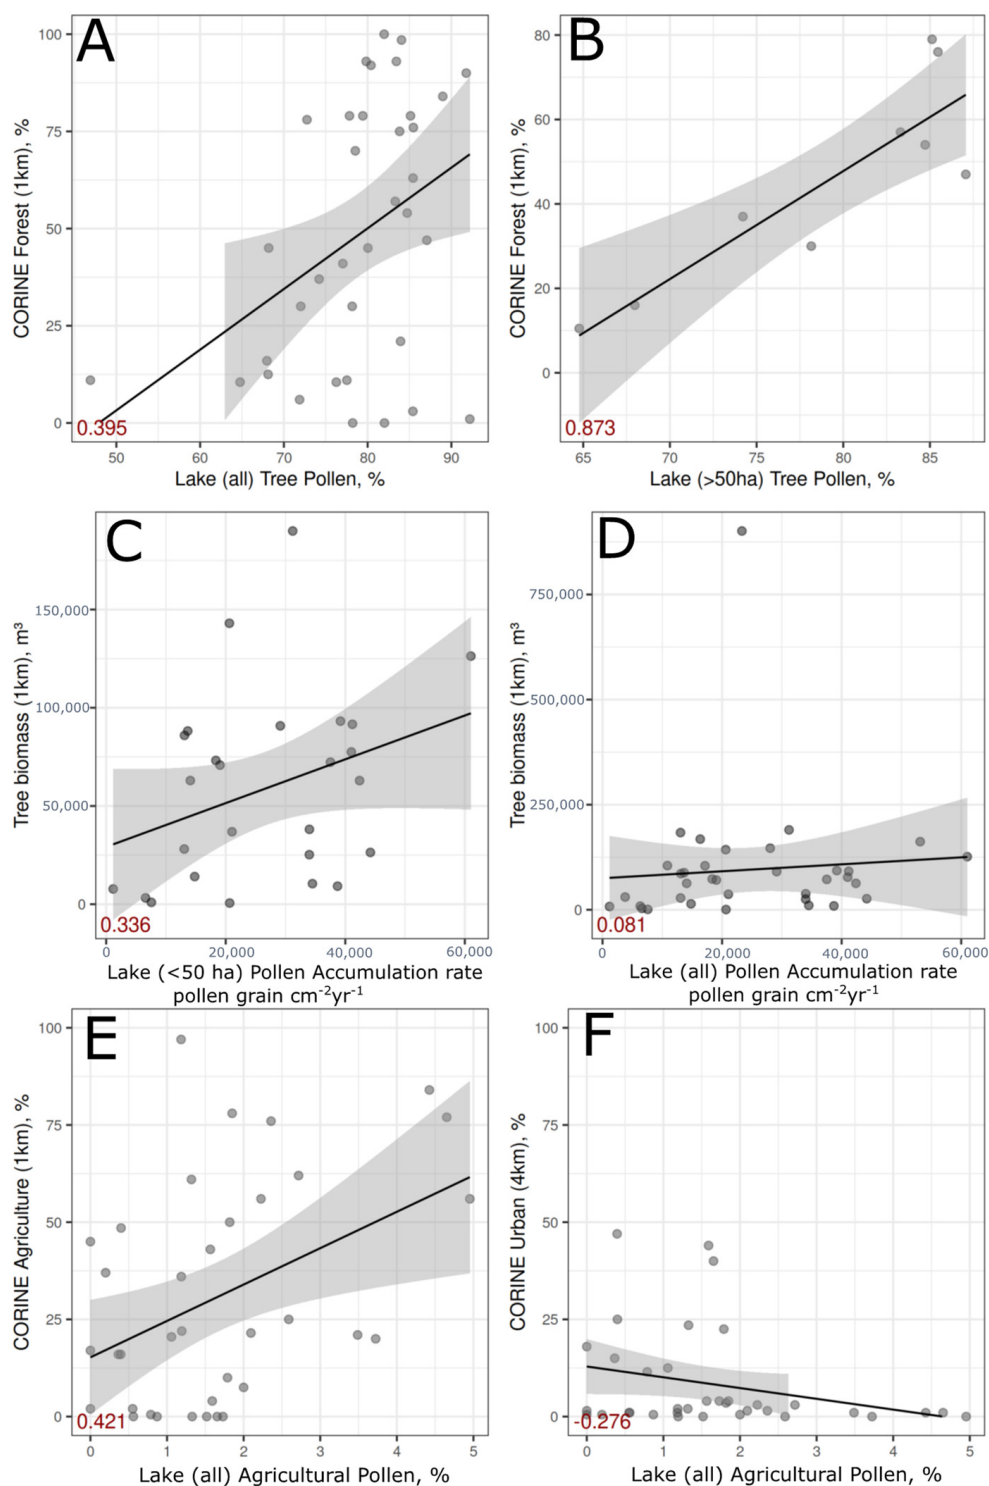 A
CORINE Forest (1km), %
100
75
50
25
0
0.395
50 60 70 80 90
Lake (all) Tree Pollen, %
B
CORINE Forest (1km), %
80
60
40
20
0
0.873
65 70 75 80 85
Lake (>50ha) Tree Pollen, %
C
Tree biomass (1km), m³
150,000
100,000
50,000
0
0.336
0 20,000 40,000 60,000
Lake (<50 ha) Pollen Accumulation rate
pollen grain cm⁻²yr⁻¹
D
Tree biomass (1km), m³
750,000
500,000
250,000
0
0.081
0 20,000 40,000 60,000
Lake (all) Pollen Accumulation rate
pollen grain cm⁻²yr⁻¹
E
CORINE Agriculture (1km), %
100
75
50
25
0
0.421
0 1 2 3 4 5
Lake (all) Agricultural Pollen, %
F
CORINE Urban (4km), %
100
75
50
25
0
-0.276
0 1 2 3 4 5
Lake (all) Agricultural Pollen, %